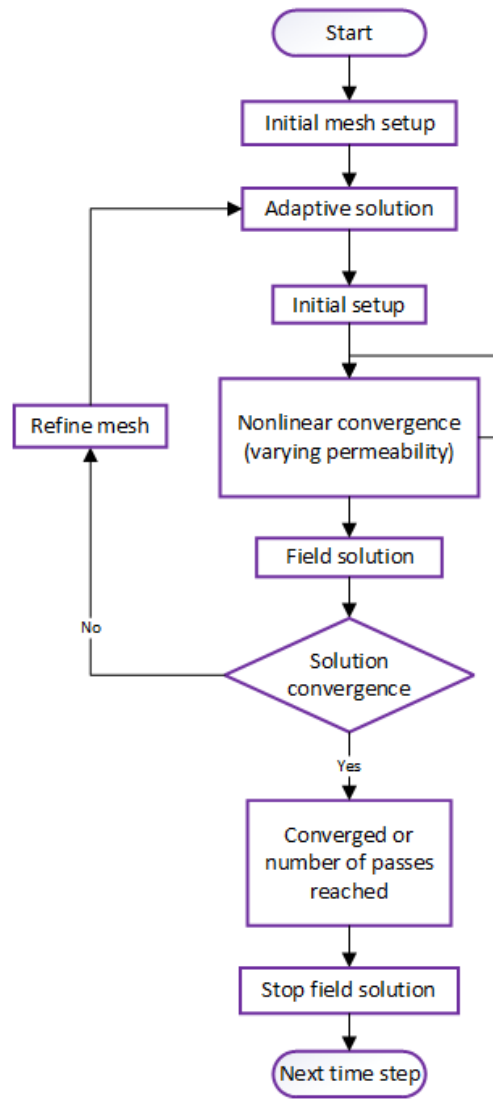 Start
Initial mesh setup
Adaptive solution
Initial setup
Refine mesh
Nonlinear convergence
(varying permeability)
Field solution
No
Solution
convergence
Yes
Converged or
number of passes
reached
Stop field solution
Next time step